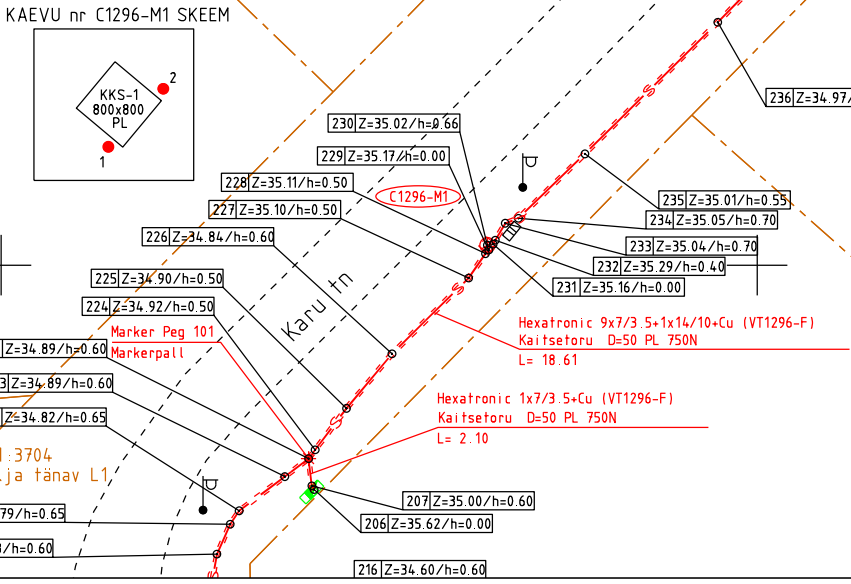 KAEVU nr C1296-M1 SKEEM
2
KKS-1
800x800
PL
1
236 Z=34.97/
S
230 Z=35.02/h=0.66
229 Z=35.17/h=0.00
228 Z=35.11/h=0.50
C1296-M1
227 Z=35.10/h=0.50
235 Z=35.01/h=0.55
234 Z=35.05/h=0.70
226 Z=34.84/h=0.60
233 Z=35.04/h=0.70
232 Z=35.29/h=0.40
225 Z=34.90/h=0.50
231 Z=35.16/h=0.00
S
224 Z=34.92/h=0.50
Karu tn
Marker Peg 101
Markerpall
Hexatronic 9x7/3.5+1x14/10+Cu (VT1296-F)
Kaitsetoru D=50 PL 750N
L= 18.61
Z=34.89/h=0.60
3 Z=34.89/h=0.60
Hexatronic 1x7/3.5+Cu (VT1296-F)
Kaitsetoru D=50 PL 750N
L= 2.10
Z=34.82/h=0.65
S
:3704
ja tänav L1
207 Z=35.00/h=0.60
79/h=0.65
206 Z=35.62/h=0.00
/h=0.60
216 Z=34.60/h=0.60